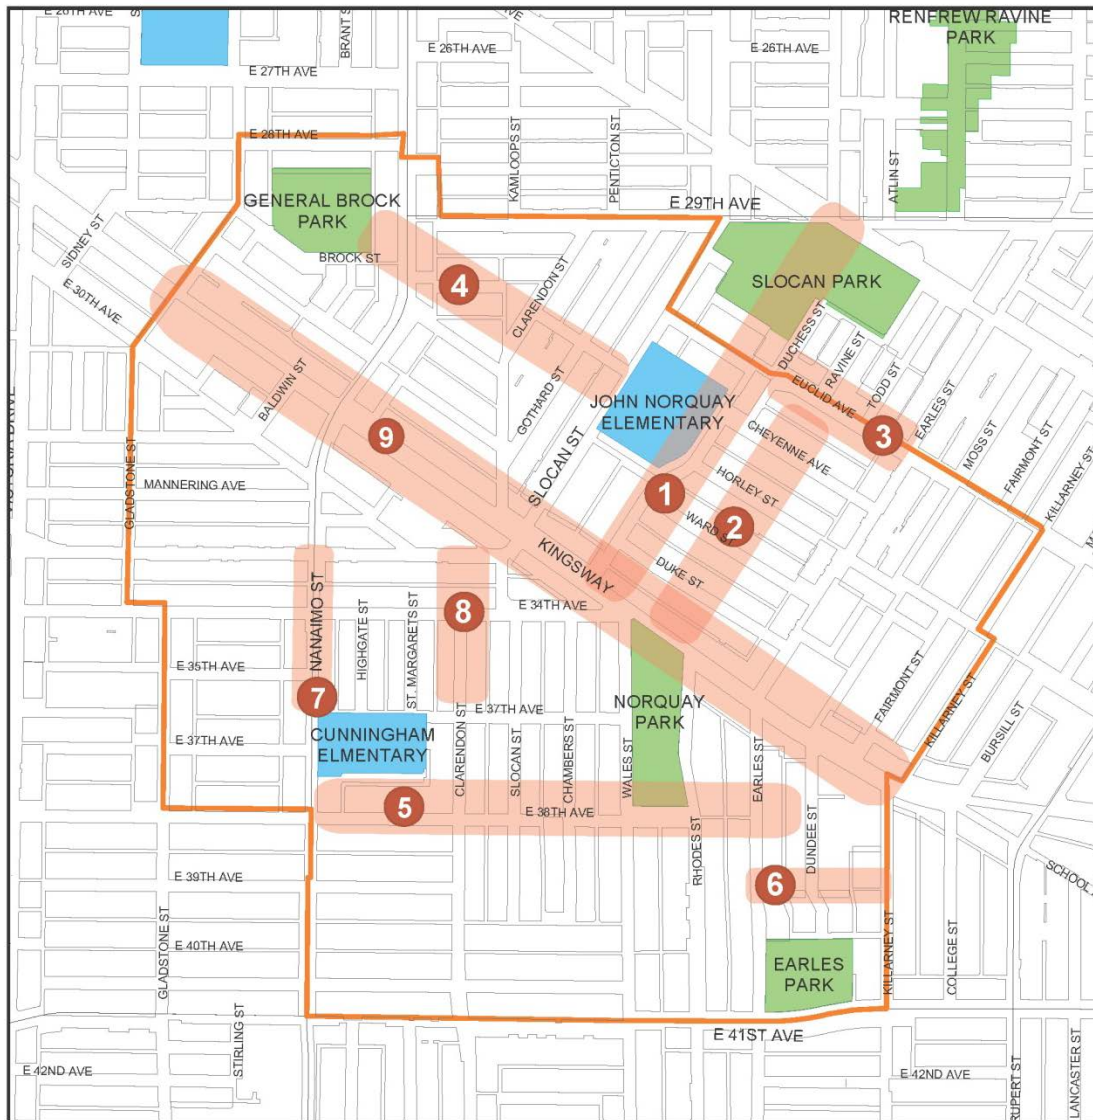 E 26TH AVE
BRANT ST
E 26TH AVE
E 26TH AVE
RENFREW RAVINE
PARK
E 27TH AVE
E 28TH AVE
KAMLOOPS ST
PENTICTON ST
ATLIN ST
E 29TH AVE
GENERAL BROCK
PARK
SIDNEY ST
BROCK ST
E 30TH AVE
4
CLARENDON ST
SLOCAN PARK
DUCHESS ST
RAVINE ST
TODD ST
EUCLID AVE
EARLES ST
3
BALDWIN ST
GOTHARD ST
JOHN NORQUAY
ELEMENTARY
CHEYENNE AVE
MOSS ST
FAIRMONT ST
KILLARNEY ST
9
SLOCAN ST
HORLEY ST
1
2
WARD ST
GLADSTONE ST
MANNERING AVE
KINGSWAY
DUKE ST
NANAIMO ST
E 34TH AVE
8
HIGHGATE ST
ST. MARGARETS ST
E 35TH AVE
7
NORQUAY
PARK
FAIRMONT ST
KILLARNEY ST
BURSILL ST
E 37TH AVE
E 37TH AVE
CUNNINGHAM
ELMENTARY
CLARENDON ST
SLOCAN ST
CHAMBERS ST
WALES ST
EARLES ST
5
E 38TH AVE
RHODES ST
DUNDEE ST
E 39TH AVE
6
GLADSTONE ST
E 40TH AVE
KILLARNEY ST
COLLEGE ST
EARLES
PARK
STIRLING ST
E 41ST AVE
E 42ND AVE
E 42ND AVE
RUPERT ST
LANCASTER ST